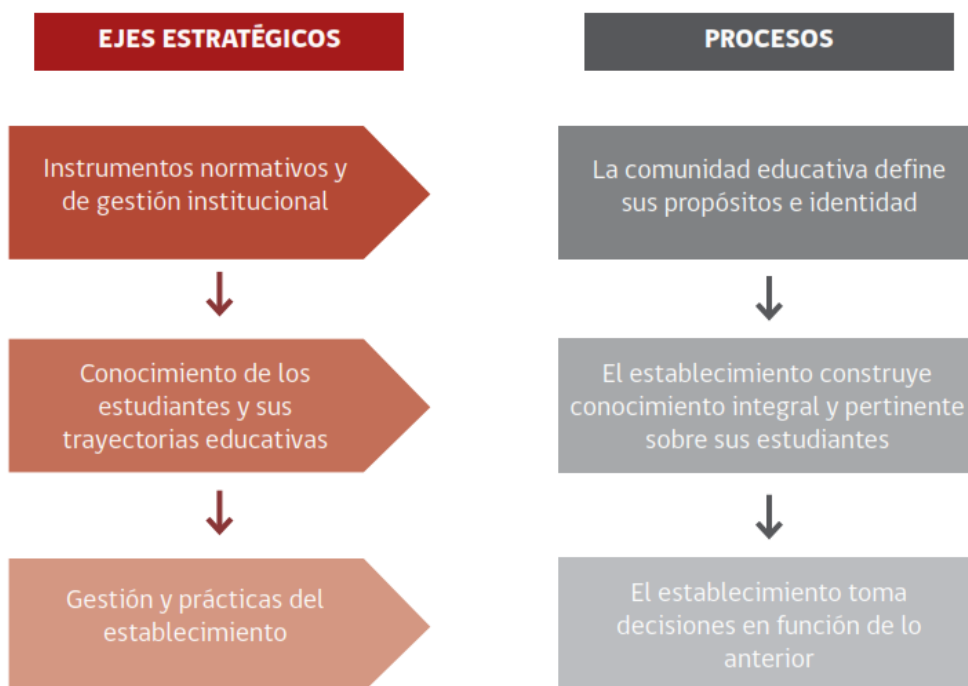 EJES ESTRATÉGICOS
PROCESOS
Instrumentos normativos y
de gestión institucional
La comunidad educativa define
sus propósitos e identidad
Conocimiento de los
estudiantes y sus
trayectorias educativas
El establecimiento construye
conocimiento integral y pertinente
sobre sus estudiantes
Gestión y prácticas del
establecimiento
El establecimiento toma
decisiones en función de lo
anterior